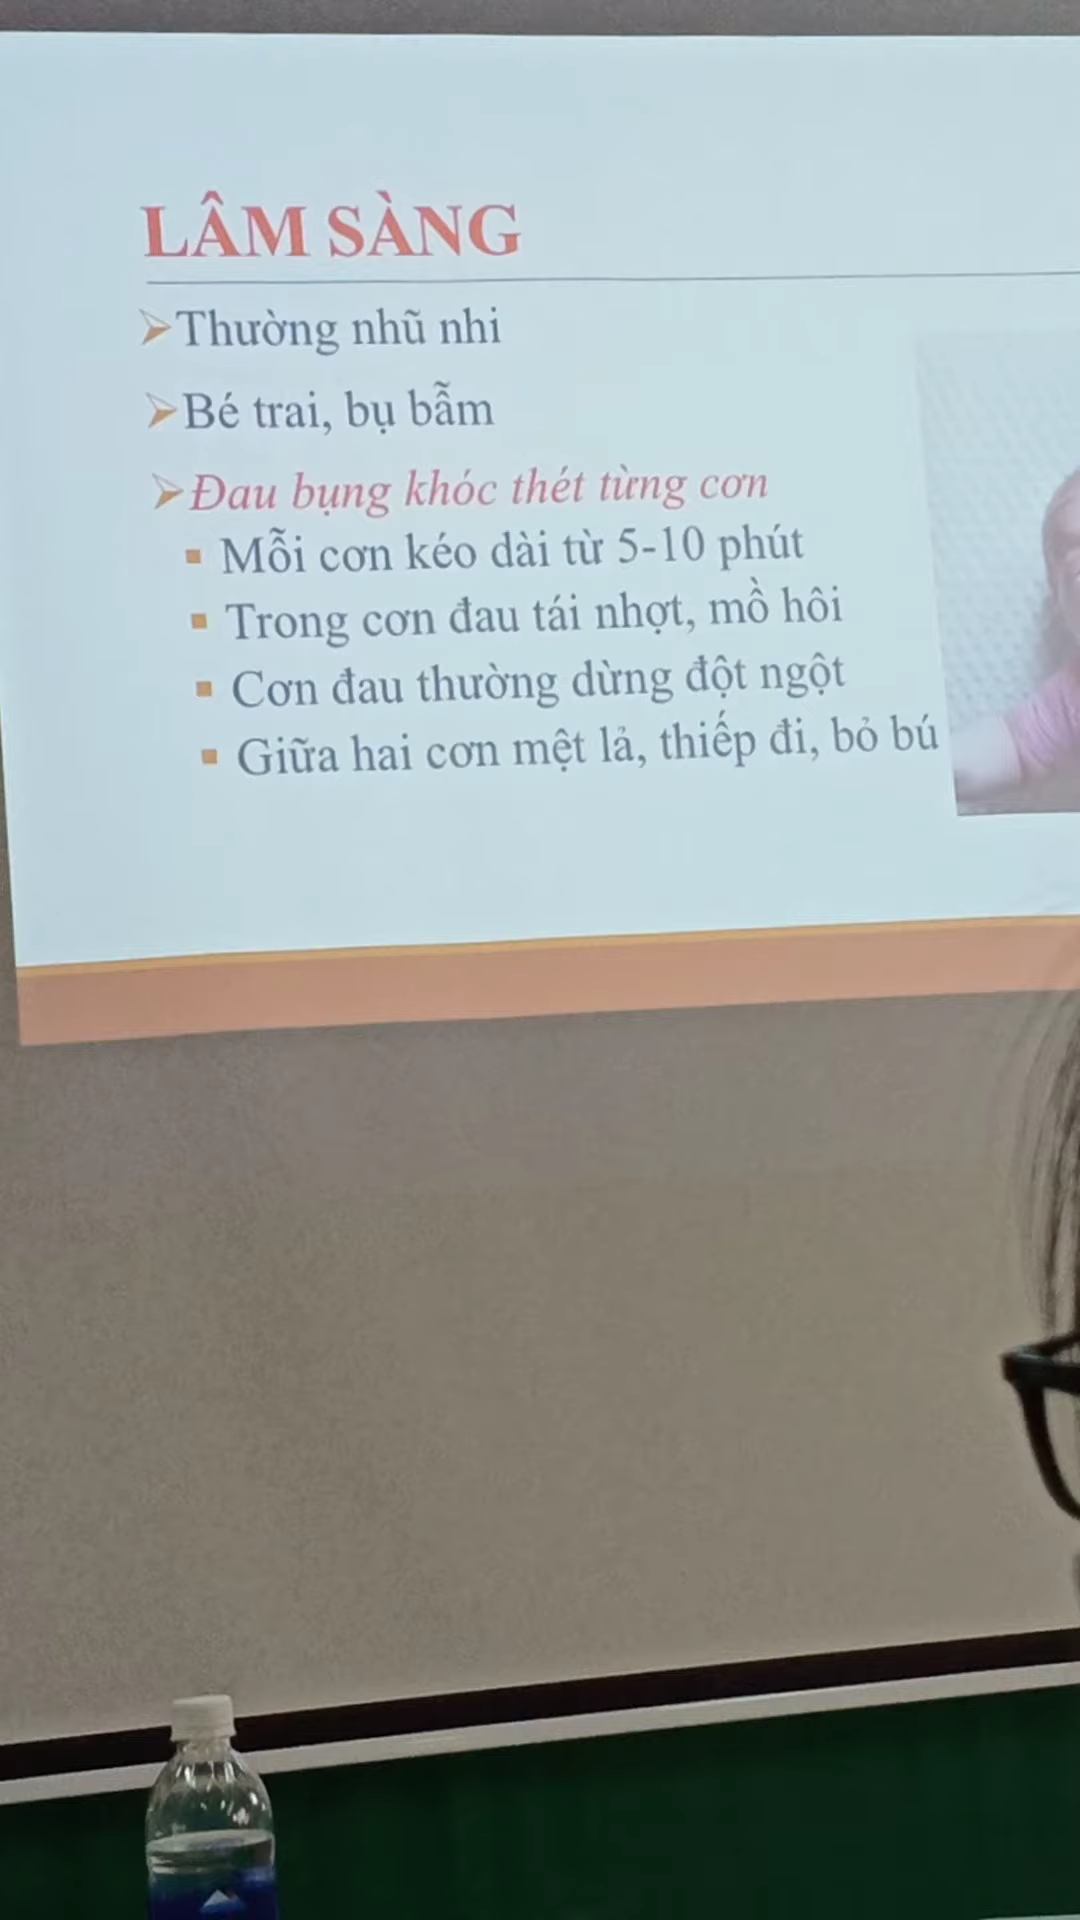 LÂM SÀNG
Thường nhũ nhi
Bé trai, bụ bẫm
Đau bụng khóc thét từng cơn
Mỗi cơn kéo dài từ 5-10 phút
Trong cơn đau tái nhợt, mồ hôi
Cơn đau thường dừng đột ngột
Giữa hai cơn mệt lả, thiếp đi, bỏ bú